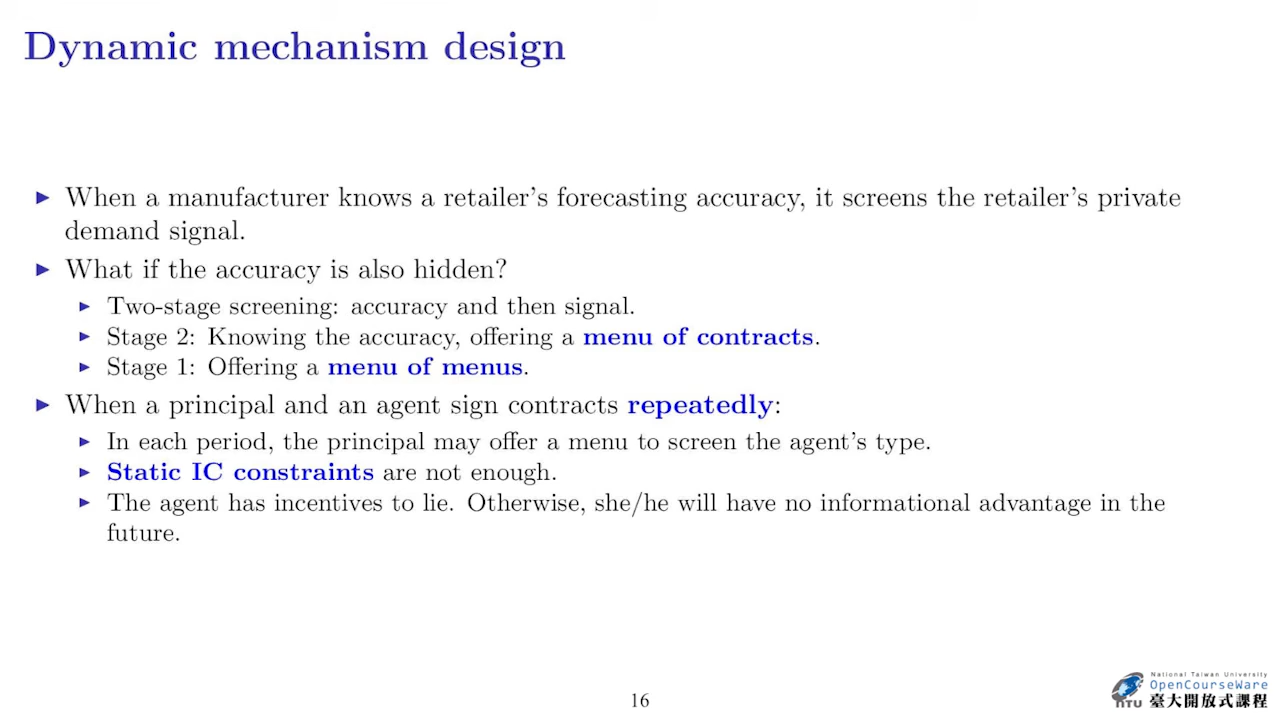 Dynamic mechanism design
When a manufacturer knows a retailer's forecasting accuracy, it screens the retailer's private
demand signal.
What if the accuracy is also hidden?
Two-stage screening: accuracy and then signal.
Stage 2: Knowing the accuracy, offering a menu of contracts.
Stage 1: Offering a menu of menus.
When a principal and an agent sign contracts repeatedly:
In each period, the principal may offer a menu to screen the agent's type.
Static IC constraints are not enough.
The agent has incentives to lie. Otherwise, she/he will have no informational advantage in the
future.
16
National Taiwan University
OpenCourseWare
NTU 臺大開放式課程